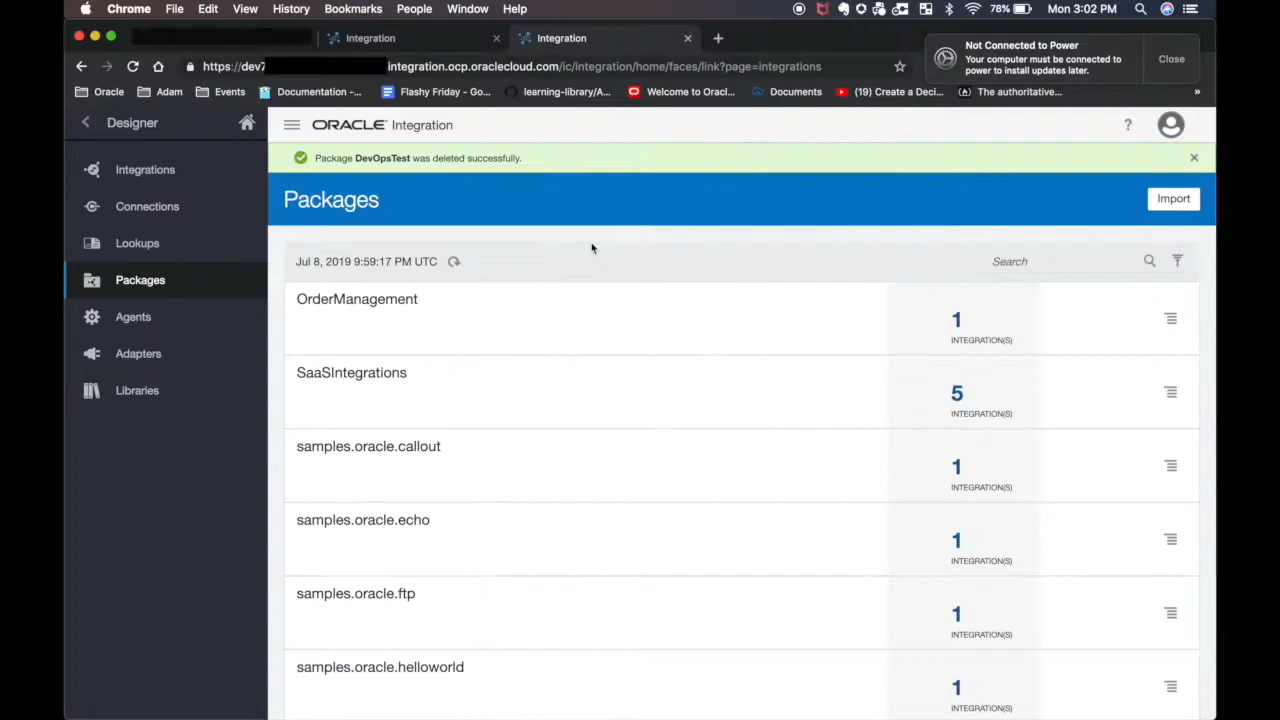 Chrome File Edit View History Bookmarks People Window Help 78% Mon 3:02 PM
Integration
Integration
Not Connected to Power
Your computer must be connected to
power to install updates later.
Close
https://dev7 integration.ocp.oraclecloud.com/ic/integration/home/faces/link?page=integrations
Oracle Adam Events Documentation -... Flashy Friday - Go... learning-library/A... Welcome to Oracl... Documents (19) Create a Deci... The authoritative... »
Designer
ORACLE Integration
?
Package DevOpsTest was deleted successfully.
Integrations
Connections
Lookups
Packages
Agents
Adapters
Libraries
Packages
Import
Jul 8, 2019 9:59:17 PM UTC
Search
OrderManagement
1
INTEGRATION(S)
SaaSIntegrations
5
INTEGRATION(S)
samples.oracle.callout
1
INTEGRATION(S)
samples.oracle.echo
1
INTEGRATION(S)
samples.oracle.ftp
1
INTEGRATION(S)
samples.oracle.helloworld
1
INTEGRATION(S)